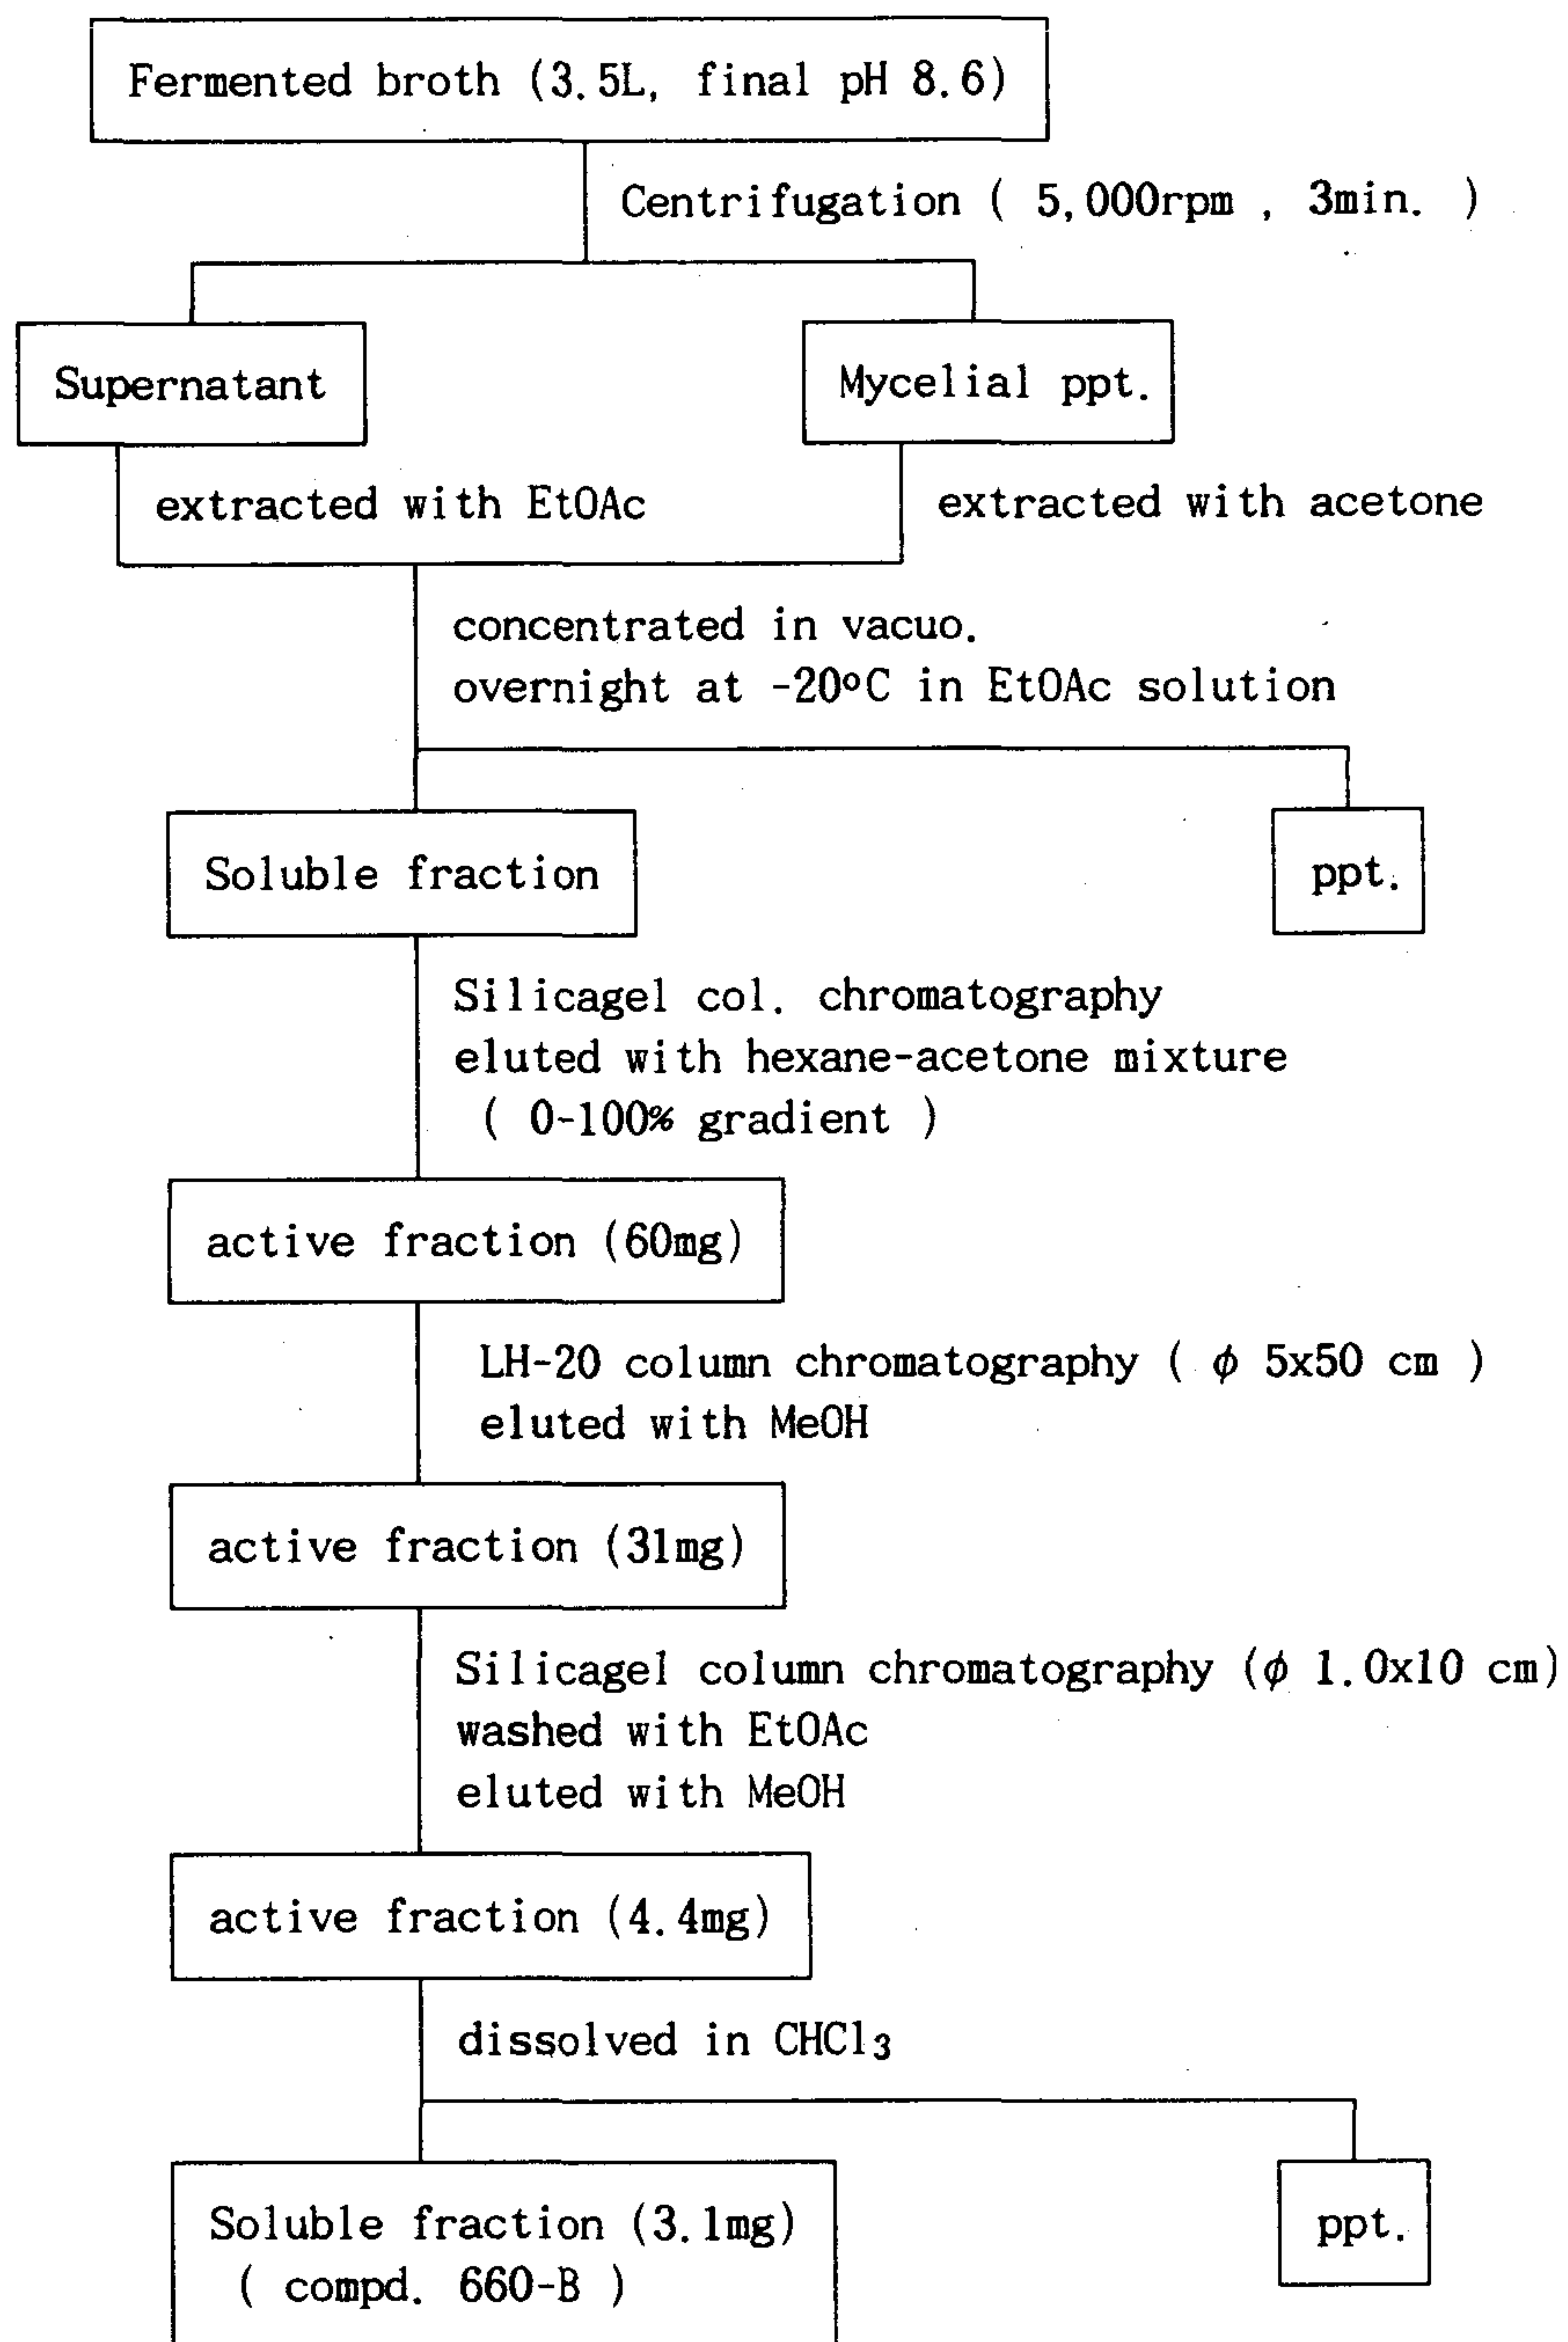 Fermented broth (3.5L, final pH 8.6)
Centrifugation ( 5,000rpm , 3min. )
Supernatant
Mycelial ppt.
extracted with EtOAc
extracted with acetone
concentrated in vacuo.
overnight at -20°C in EtOAc solution
Soluble fraction
ppt.
Silicagel col. chromatography
eluted with hexane-acetone mixture
( 0-100% gradient )
active fraction (60mg)
LH-20 column chromatography ( φ 5x50 cm )
eluted with MeOH
active fraction (31mg)
Silicagel column chromatography (φ 1.0x10 cm)
washed with EtOAc
eluted with MeOH
active fraction (4.4mg)
dissolved in CHCl3
Soluble fraction (3.1mg)
( compd. 660-B )
ppt.